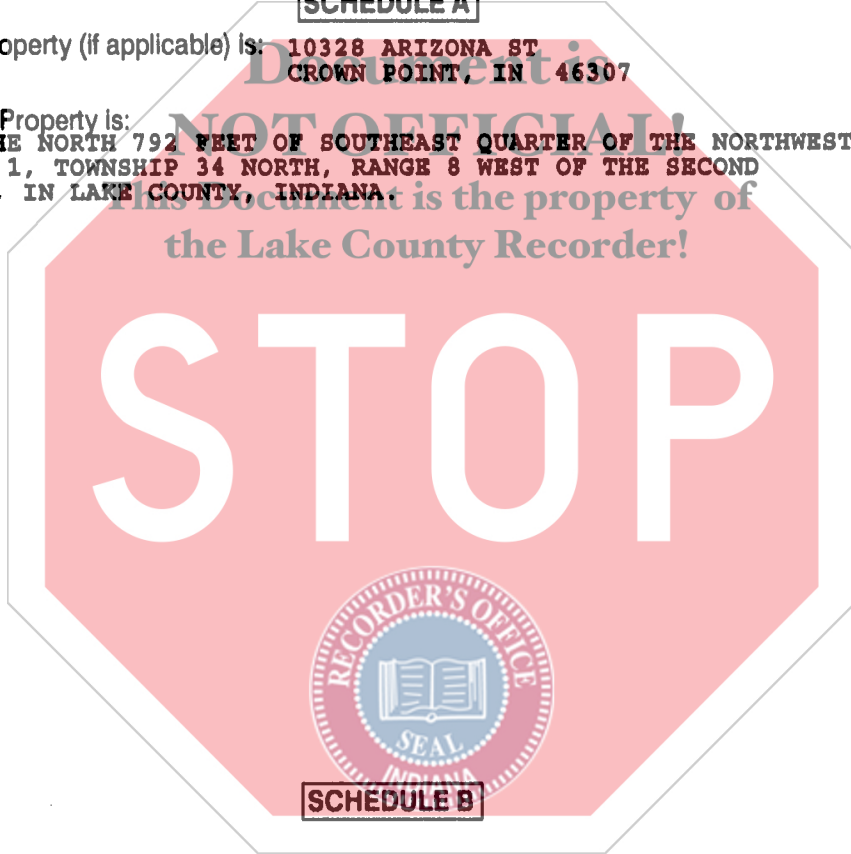 SCHEDULE A
operty (if applicable) is: 10328 ARIZONA ST
CROWN POINT, IN 46307
Document is
Property is:
NOT OFFICIAL!
HE NORTH 792 FEET OF SOUTHEAST QUARTER OF THE NORTHWEST
1, TOWNSHIP 34 NORTH, RANGE 8 WEST OF THE SECOND
, IN LAKE COUNTY, INDIANA.
This Document is the property of
the Lake County Recorder!
STOP
RECORDER'S OFFICE
SEAL
INDIANA
SCHEDULE B